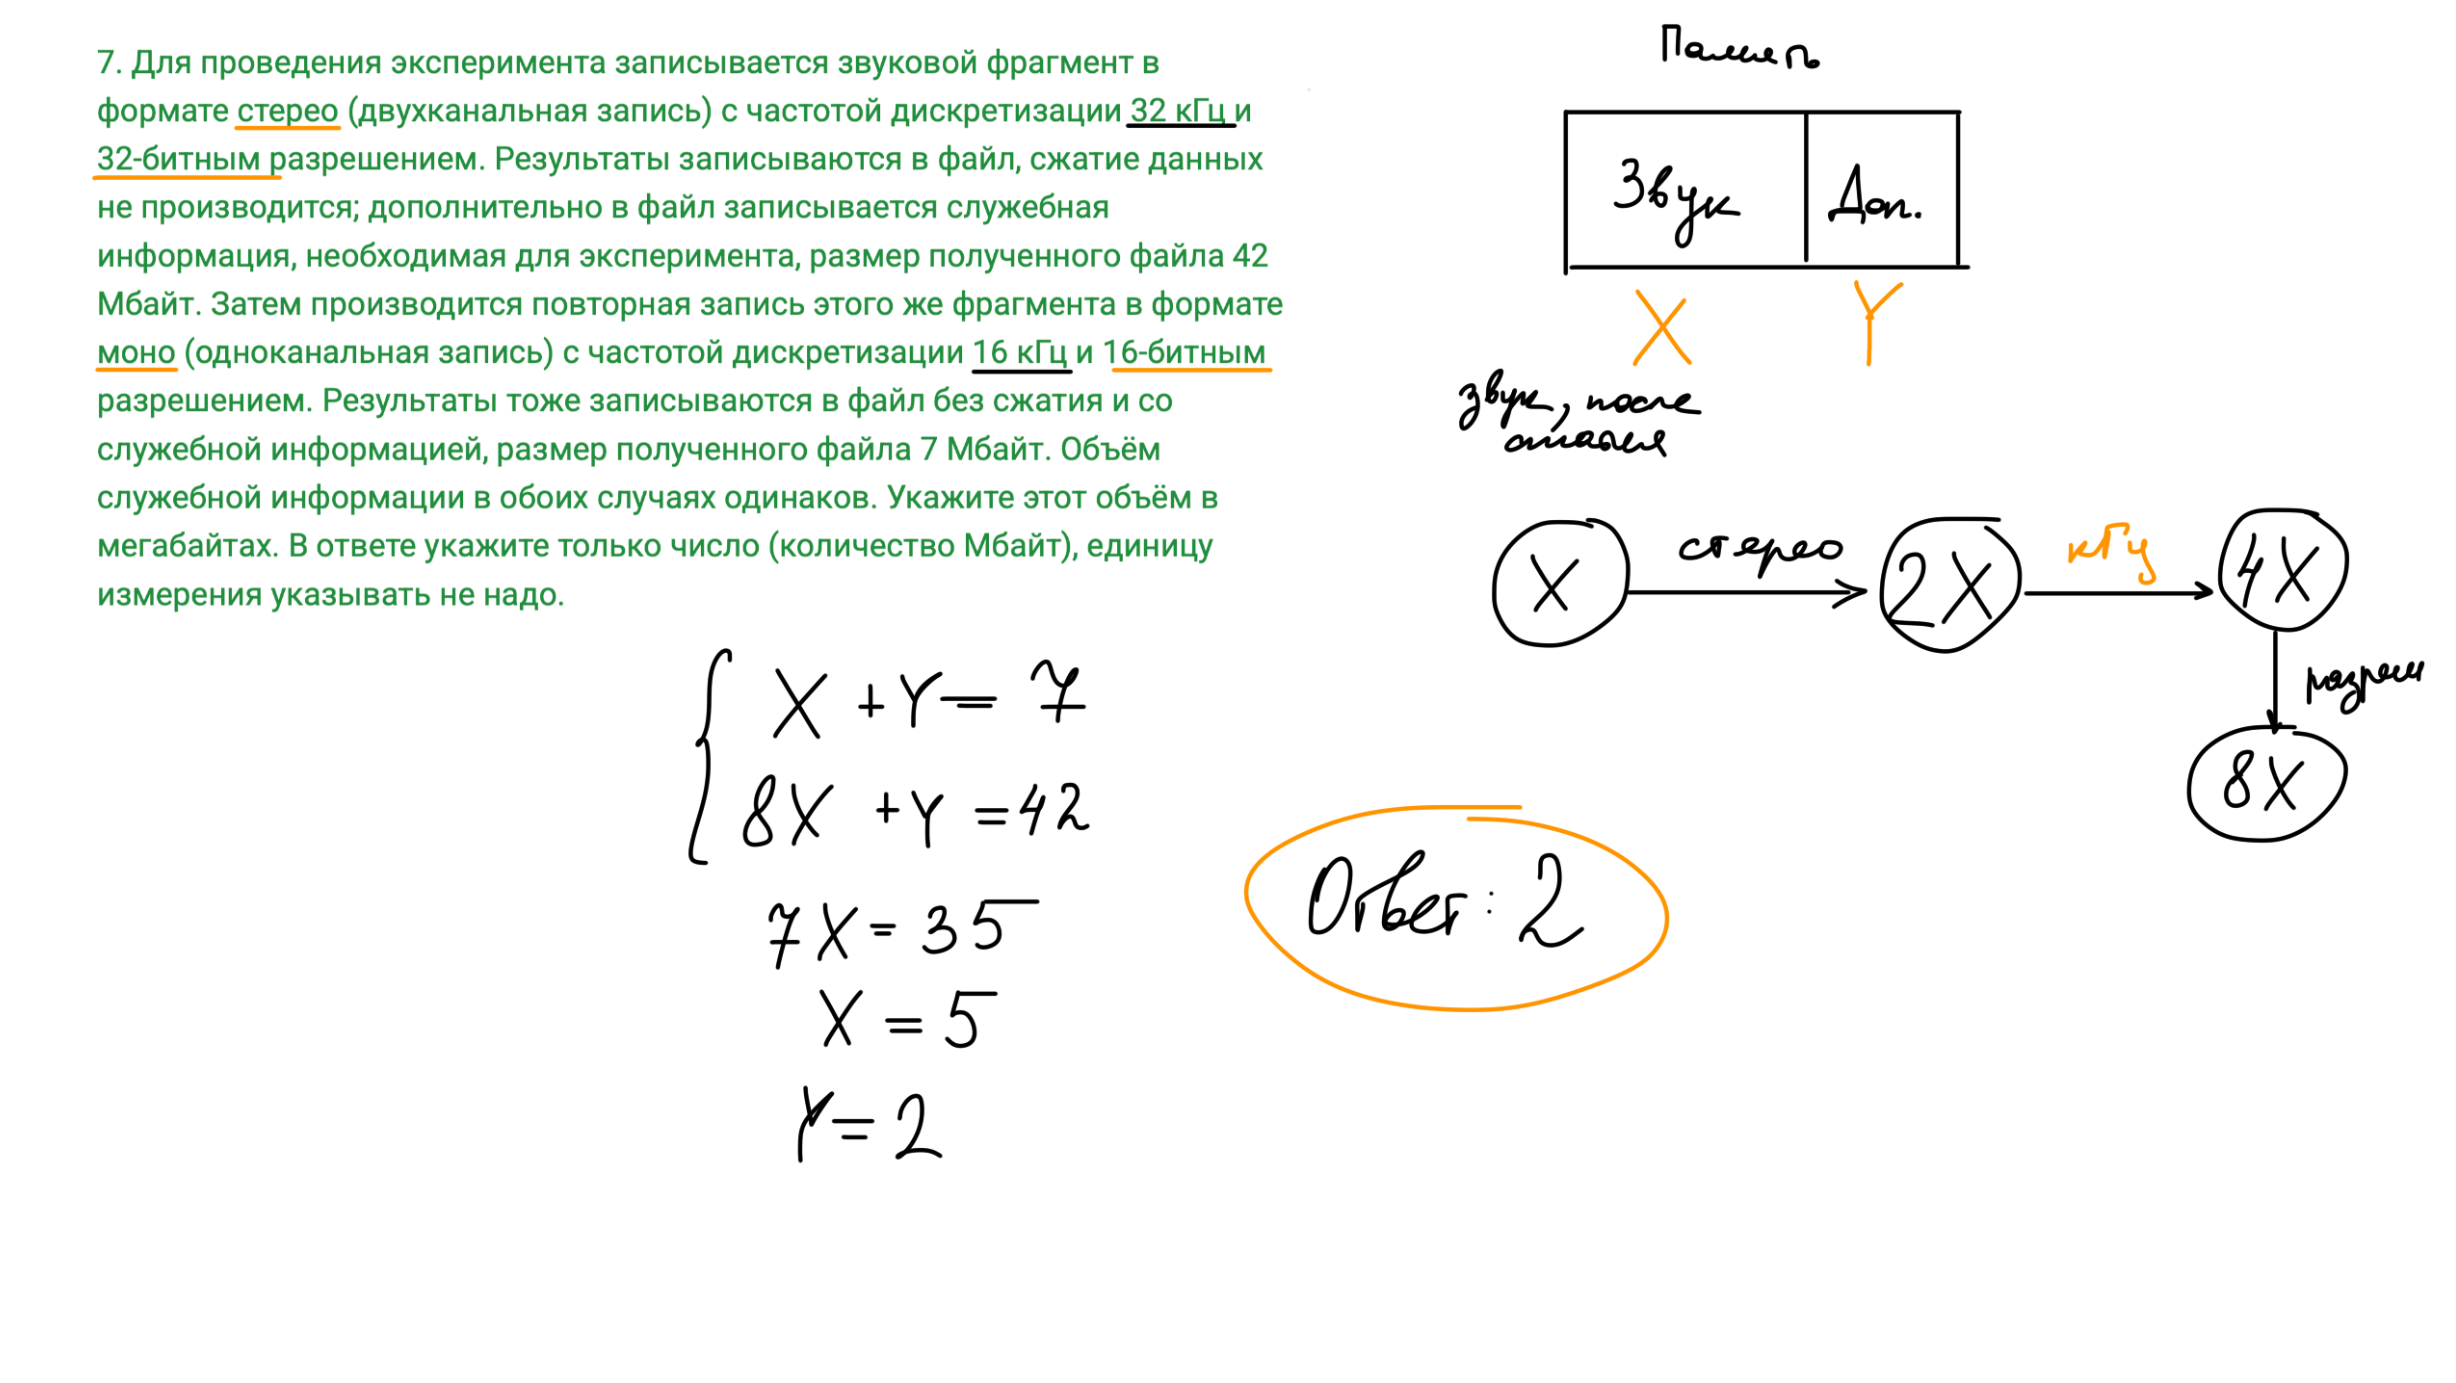 7. Для проведения эксперимента записывается звуковой фрагмент в
формате стерео (двухканальная запись) с частотой дискретизации 32 кГц и
32-битным разрешением. Результаты записываются в файл, сжатие данных
не производится; дополнительно в файл записывается служебная
информация, необходимая для эксперимента, размер полученного файла 42
Мбайт. Затем производится повторная запись этого же фрагмента в формате
моно (одноканальная запись) с частотой дискретизации 16 кГц и 16-битным
разрешением. Результаты тоже записываются в файл без сжатия и со
служебной информацией, размер полученного файла 7 Мбайт. Объём
служебной информации в обоих случаях одинаков. Укажите этот объём в
мегабайтах. В ответе укажите только число (количество Мбайт), единицу
измерения указывать не надо.
Память
Звук Доп.
X Y
звук, после
X стерео 2X кГц 4X
разреш
8X
X + Y = 7
8X + Y = 42
7X = 35
X = 5
Y = 2
Ответ: 2